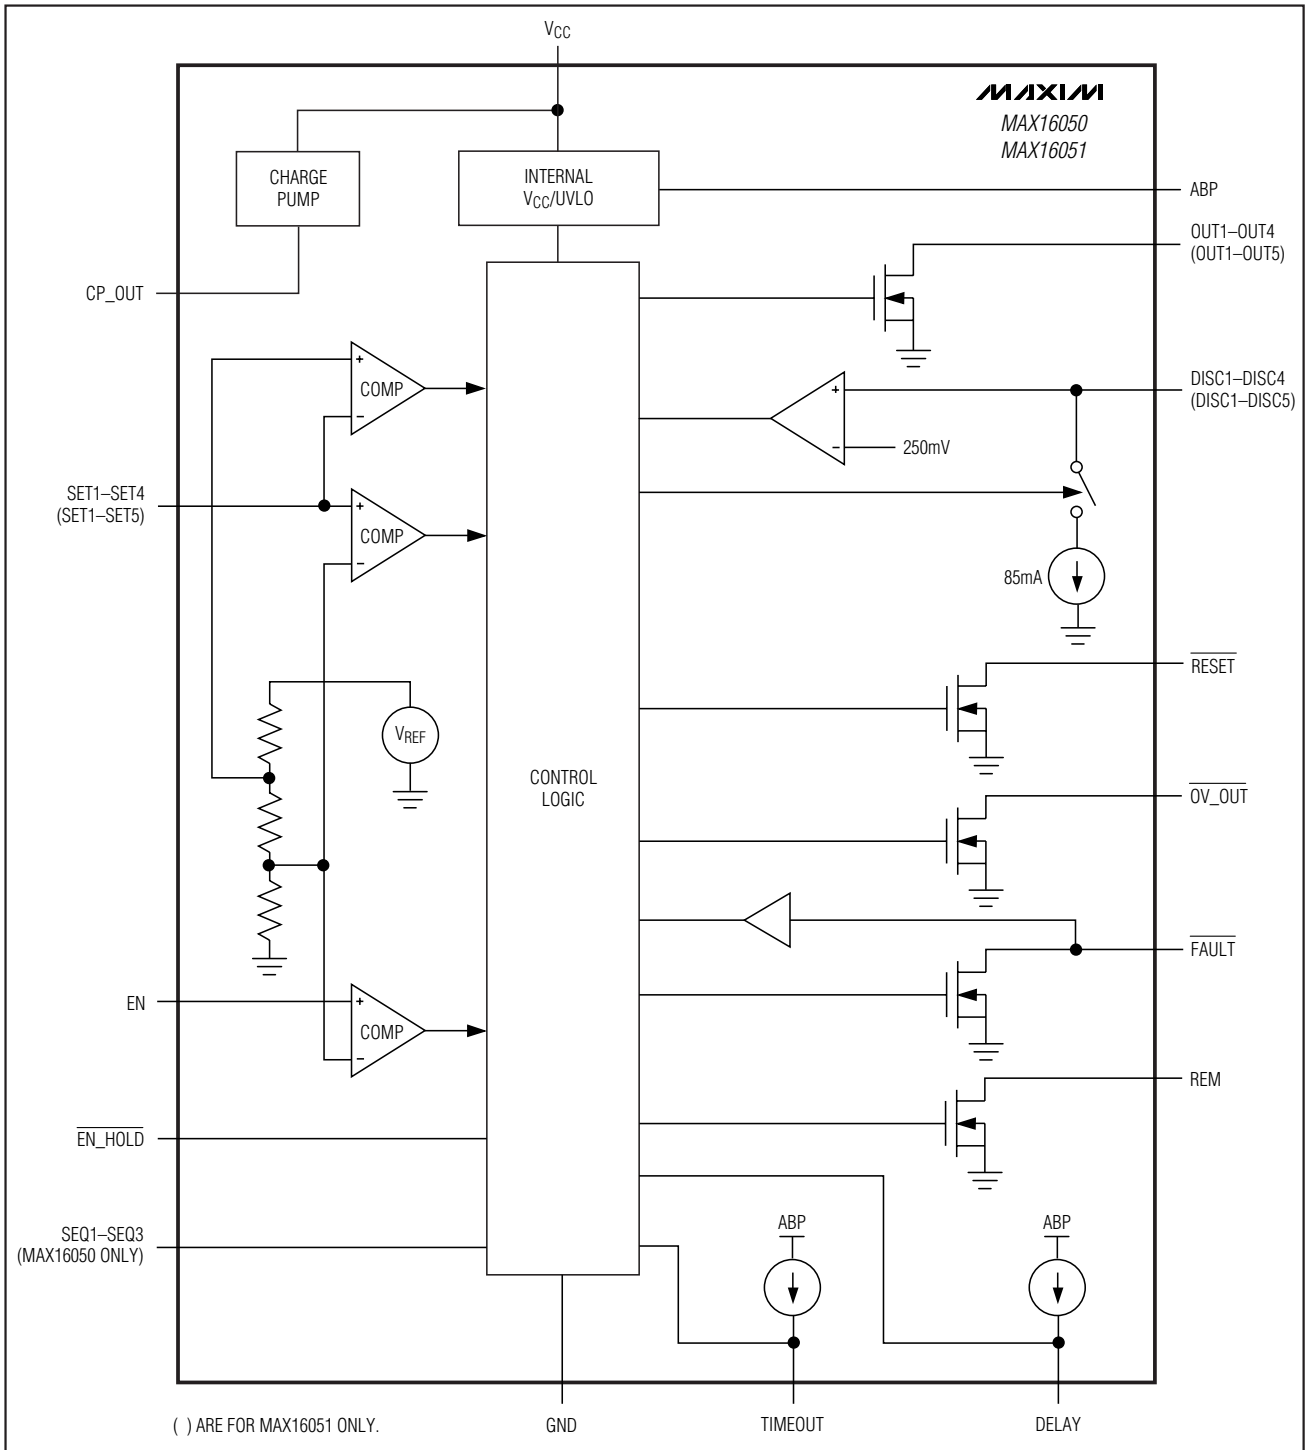 VCC
MAXIM
MAX16050
MAX16051
CHARGE
PUMP
INTERNAL
VCC/UVLO
ABP
OUT1–OUT4
(OUT1–OUT5)
CP_OUT
+
COMP
–
DISC1–DISC4
(DISC1–DISC5)
+
–
250mV
SET1–SET4
(SET1–SET5)
+
COMP
–
85mA
RESET
VREF
CONTROL
LOGIC
OV_OUT
FAULT
EN
+
COMP
–
REM
EN_HOLD
SEQ1–SEQ3
(MAX16050 ONLY)
ABP
ABP
( ) ARE FOR MAX16051 ONLY.
GND
TIMEOUT
DELAY